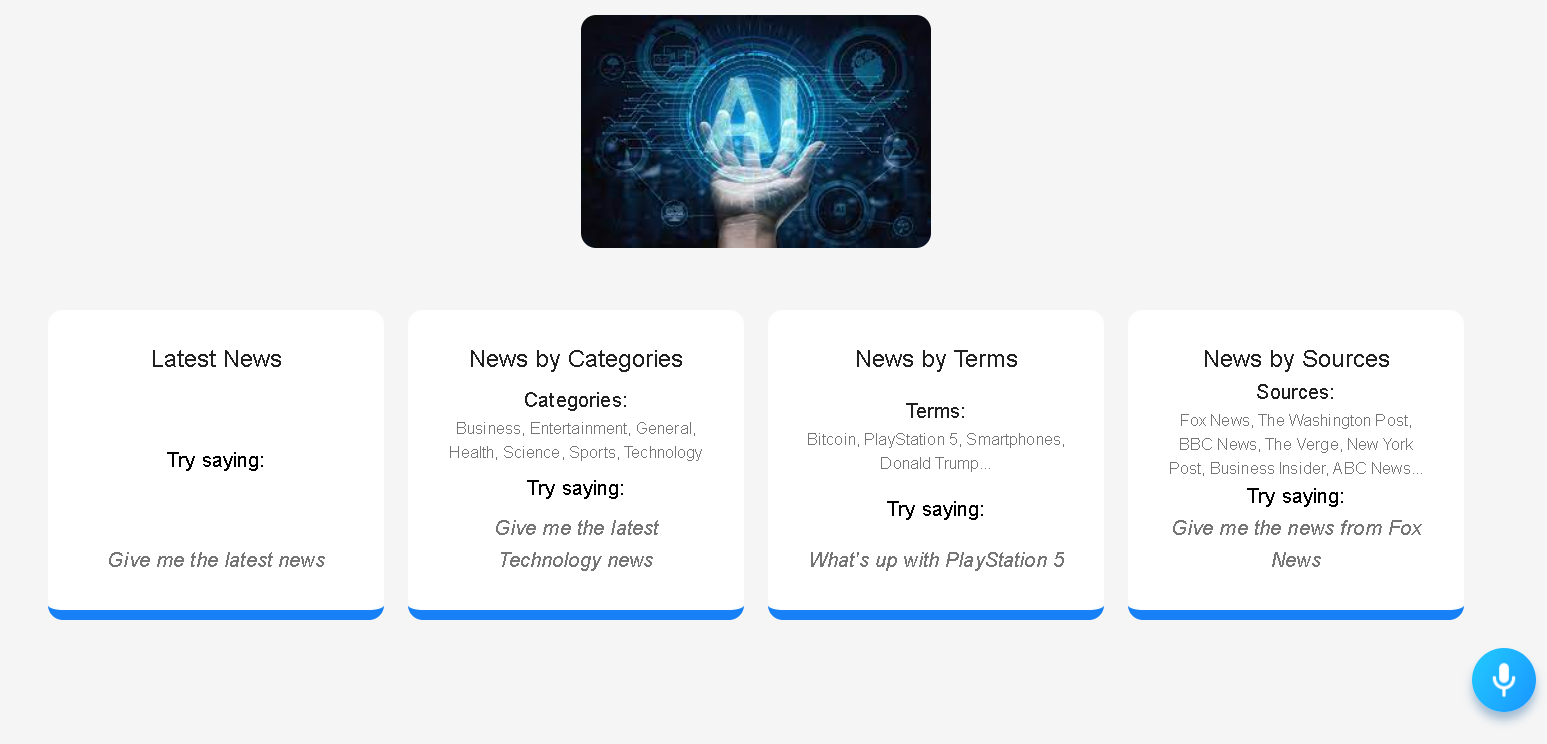 AI
Latest News
Try saying:
Give me the latest news
News by Categories
Categories:
Business, Entertainment, General,
Health, Science, Sports, Technology
Try saying:
Give me the latest
Technology news
News by Terms
Terms:
Bitcoin, PlayStation 5, Smartphones,
Donald Trump...
Try saying:
What's up with PlayStation 5
News by Sources
Sources:
Fox News, The Washington Post,
BBC News, The Verge, New York
Post, Business Insider, ABC News...
Try saying:
Give me the news from Fox
News